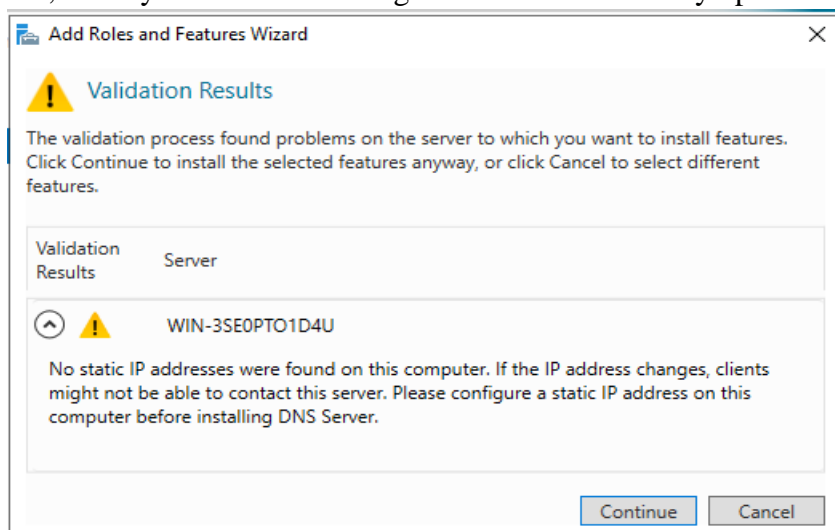 Add Roles and Features Wizard
Validation Results
The validation process found problems on the server to which you want to install features.
Click Continue to install the selected features anyway, or click Cancel to select different
features.
Validation
Results
Server
WIN-3SE0PTO1D4U
No static IP addresses were found on this computer. If the IP address changes, clients
might not be able to contact this server. Please configure a static IP address on this
computer before installing DNS Server.
Continue Cancel